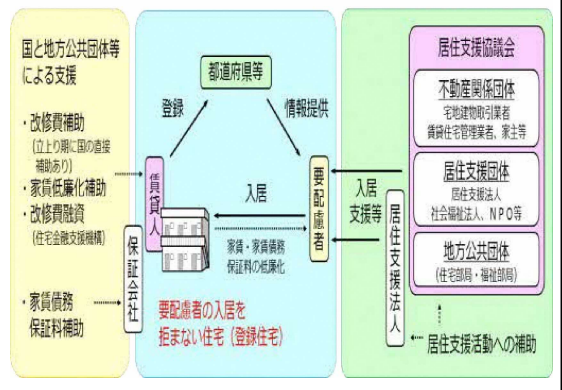 国と地方公共団体等
による支援
・改修費補助
(立上り期に国の直接
補助あり)
・家賃低廉化補助
・改修費融資
(住宅金融支援機構)
・家賃債務
保証料補助
保証会社
都道府県等
登録
情報提供
賃貸人
要配慮者
入居
家賃・家賃債務
保証料の低廉化
要配慮者の入居を
拒まない住宅（登録住宅）
入居
支援等
居住支援法人
居住支援協議会
不動産関係団体
宅地建物取引業者
賃貸住宅管理業者、家主等
居住支援団体
居住支援法人
社会福祉法人、NPO等
地方公共団体
(住宅部局・福祉部局)
居住支援活動への補助